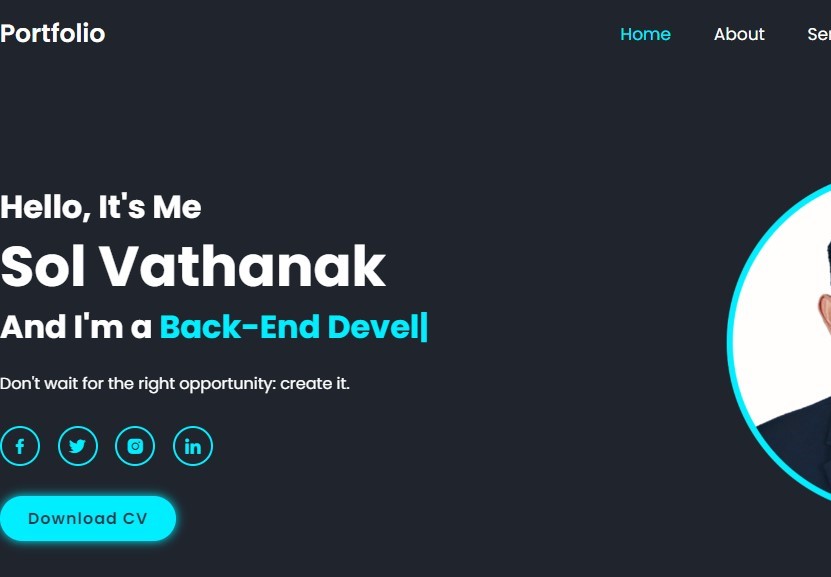 Portfolio
Home About Ser
Hello, It's Me
Sol Vathanak
And I'm a Back-End Devel|
Don't wait for the right opportunity: create it.
Download CV